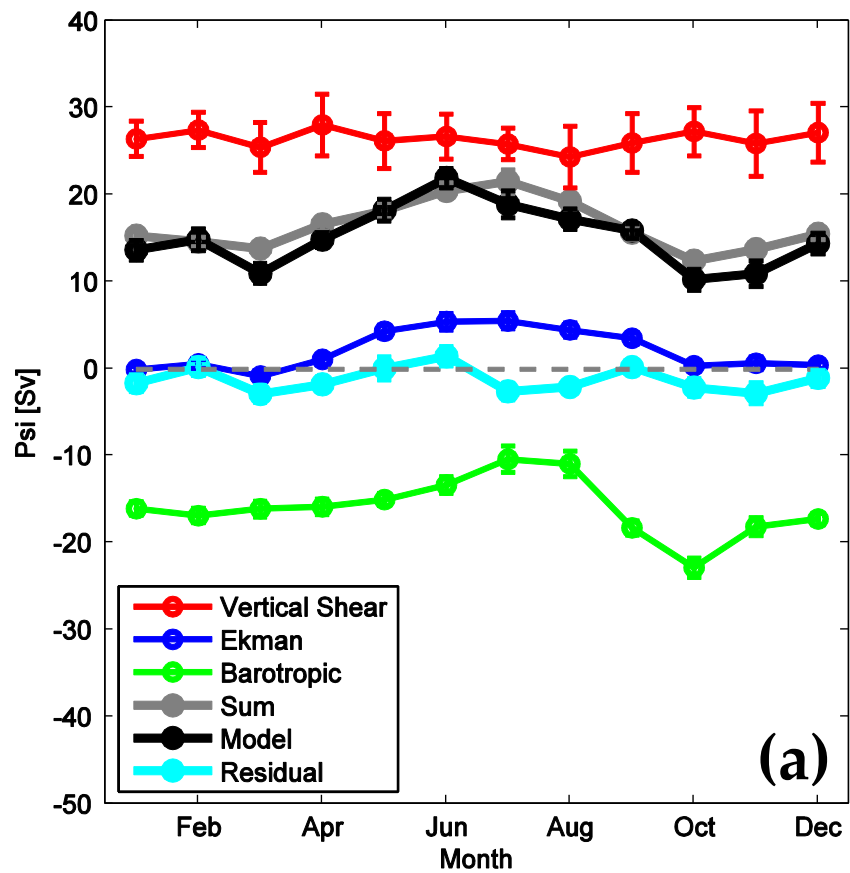 40
30
20
10
0
-10
-20
-30
-40
-50
Psi [Sv]
Vertical Shear
Ekman
Barotropic
Sum
Model
Residual
(a)
Feb Apr Jun Aug Oct Dec
Month